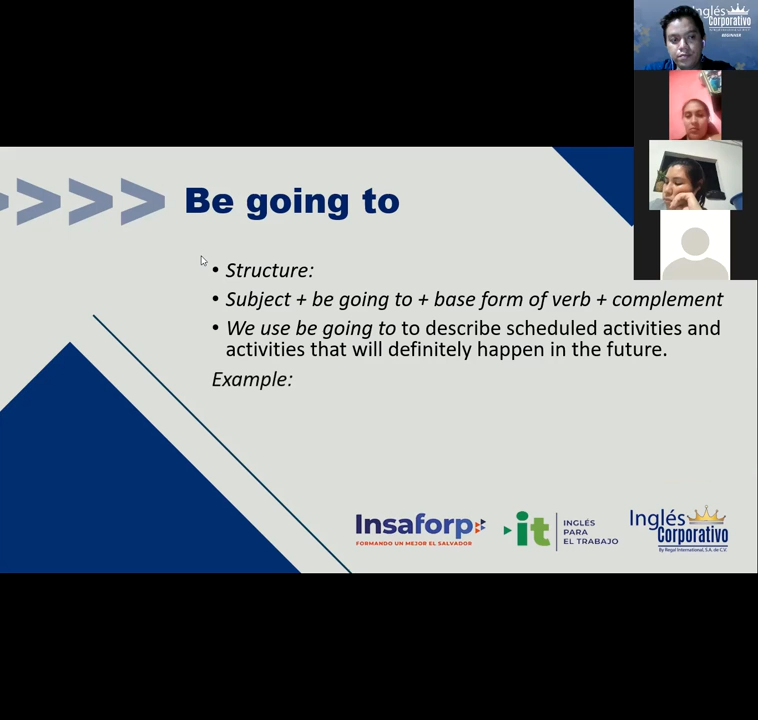 Inglés
Corporativo
BEGINNER
Be going to
• Structure:
• Subject + be going to + base form of verb + complement
• We use be going to to describe scheduled activities and
activities that will definitely happen in the future.
Example:
Insaforp
FORMANDO UN MEJOR EL SALVADOR
it
INGLÉS
PARA
EL TRABAJO
Inglés
Corporativo
By Regal International, S.A. de C.V.